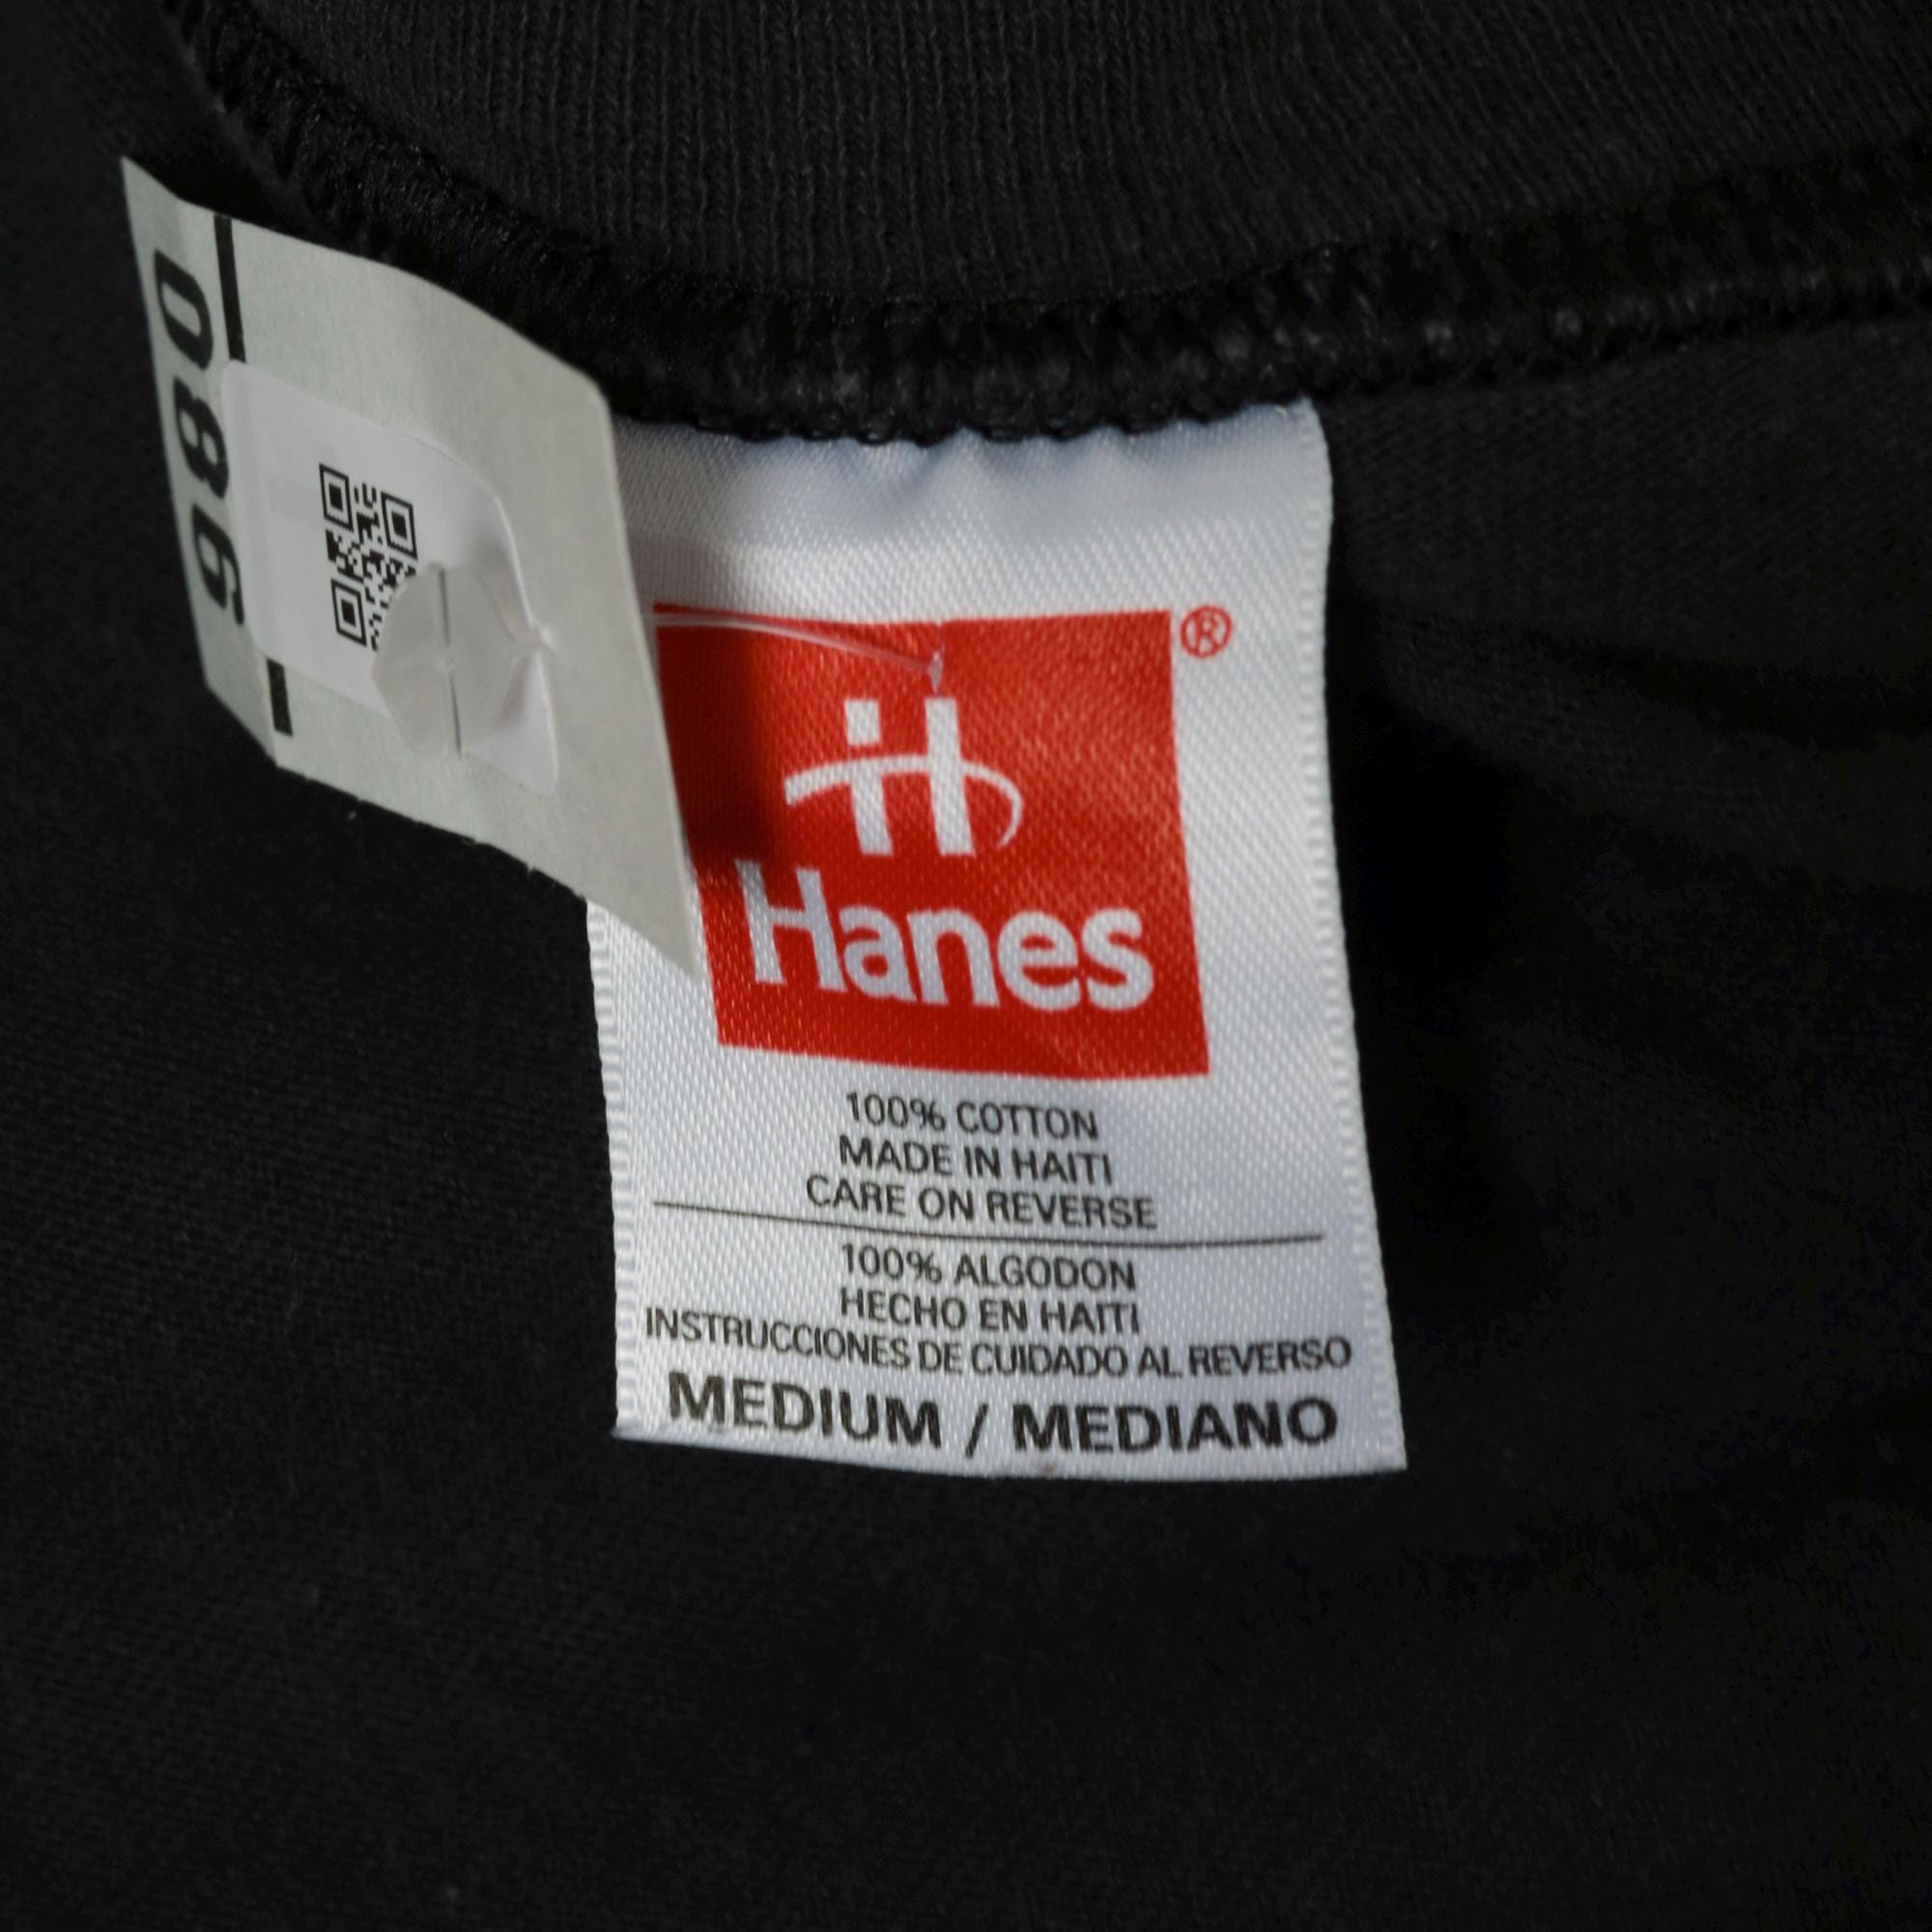 9880
®
H
Hanes
100% COTTON
MADE IN HAITI
CARE ON REVERSE
100% ALGODON
HECHO EN HAITI
INSTRUCCIONES DE CUIDADO AL REVERSO
MEDIUM / MEDIANO